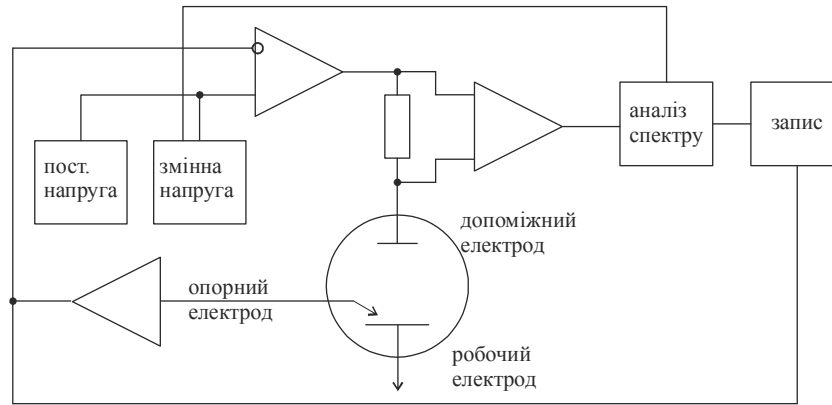 пост.
напруга
змінна
напруга
аналіз
спектру
запис
допоміжний
електрод
опорний
електрод
робочий
електрод